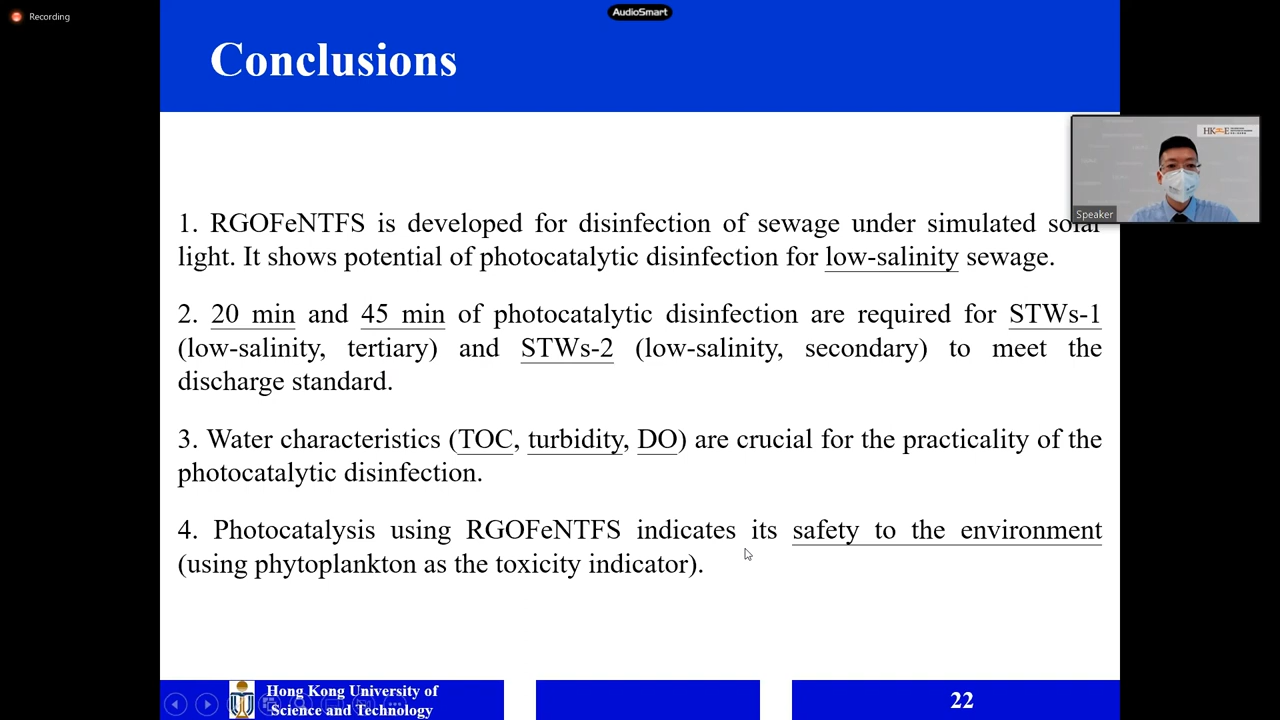 Recording
AudioSmart
Conclusions
HK
Speaker
1. RGOFeNTFS is developed for disinfection of sewage under simulated solar
light. It shows potential of photocatalytic disinfection for low-salinity sewage.
2. 20 min and 45 min of photocatalytic disinfection are required for STWs-1
(low-salinity, tertiary) and STWs-2 (low-salinity, secondary) to meet the
discharge standard.
3. Water characteristics (TOC, turbidity, DO) are crucial for the practicality of the
photocatalytic disinfection.
4. Photocatalysis using RGOFeNTFS indicates its safety to the environment
(using phytoplankton as the toxicity indicator).
Hong Kong University of
Science and Technology
22